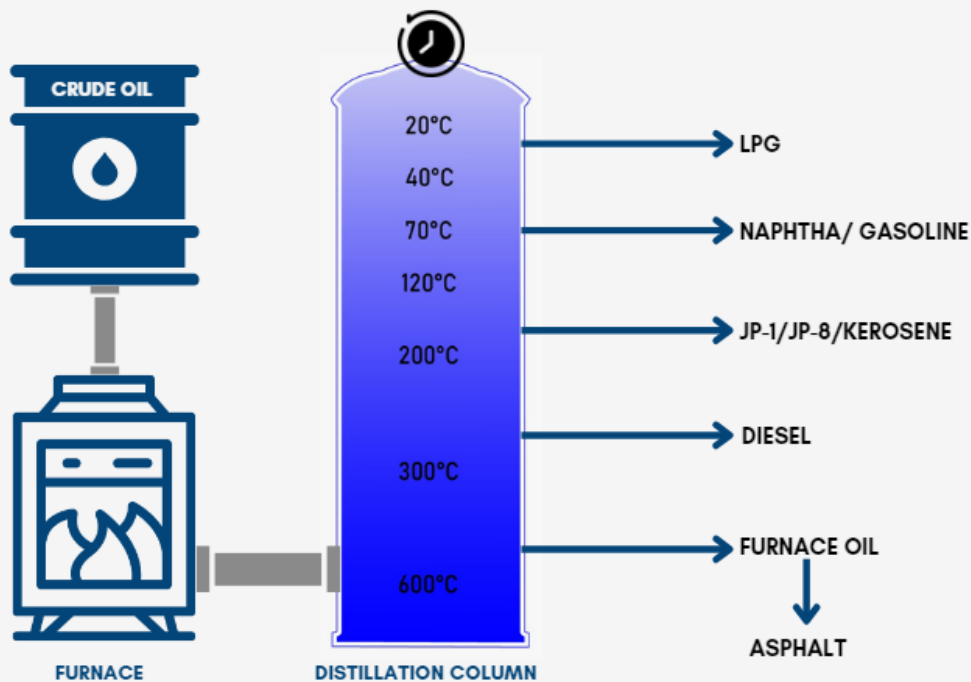 CRUDE OIL
20°C
40°C
70°C
120°C
200°C
300°C
600°C
LPG
NAPHTHA/ GASOLINE
JP-1/JP-8/KEROSENE
DIESEL
FURNACE OIL
ASPHALT
FURNACE
DISTILLATION COLUMN